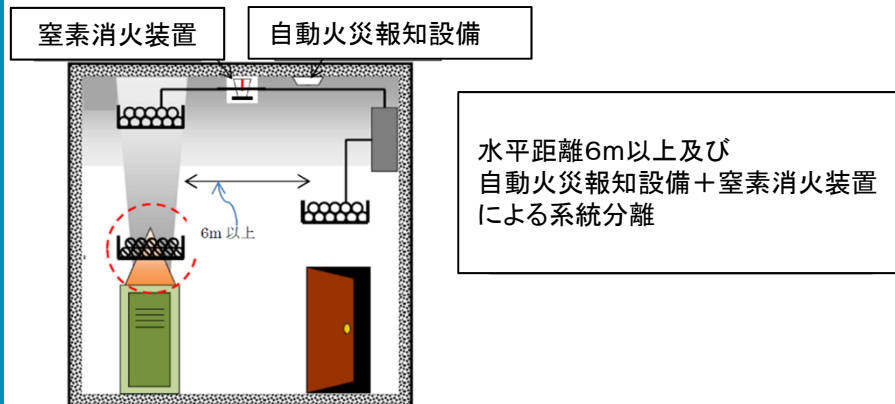 窒素消火装置
自動火災報知設備
6m 以上
水平距離6m以上及び
自動火災報知設備＋窒素消火装置
による系統分離